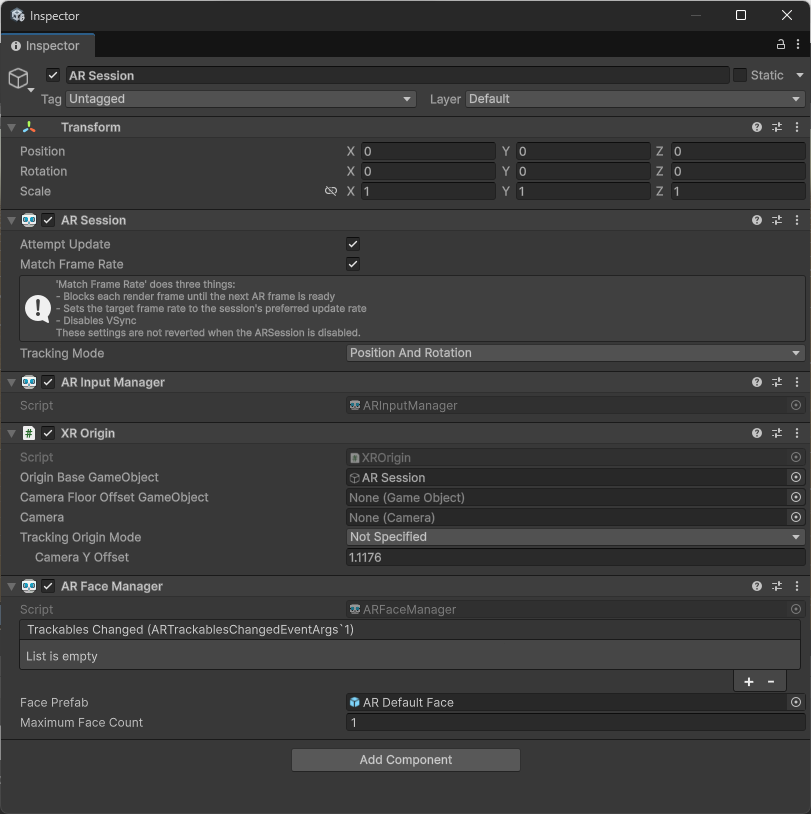 Inspector
Inspector
AR Session
Static
Tag Untagged
Layer Default
Transform
Position X 0 Y 0 Z 0
Rotation X 0 Y 0 Z 0
Scale X 1 Y 1 Z 1
AR Session
Attempt Update
Match Frame Rate
'Match Frame Rate' does three things:
- Blocks each render frame until the next AR frame is ready
- Sets the target frame rate to the session's preferred update rate
- Disables VSync
These settings are not reverted when the ARSession is disabled.
Tracking Mode Position And Rotation
AR Input Manager
Script ARInputManager
# XR Origin
Script XROrigin
Origin Base GameObject AR Session
Camera Floor Offset GameObject None (Game Object)
Camera None (Camera)
Tracking Origin Mode Not Specified
Camera Y Offset 1.1176
AR Face Manager
Script ARFaceManager
Trackables Changed (ARTrackablesChangedEventArgs`1)
List is empty
+ -
Face Prefab AR Default Face
Maximum Face Count 1
Add Component